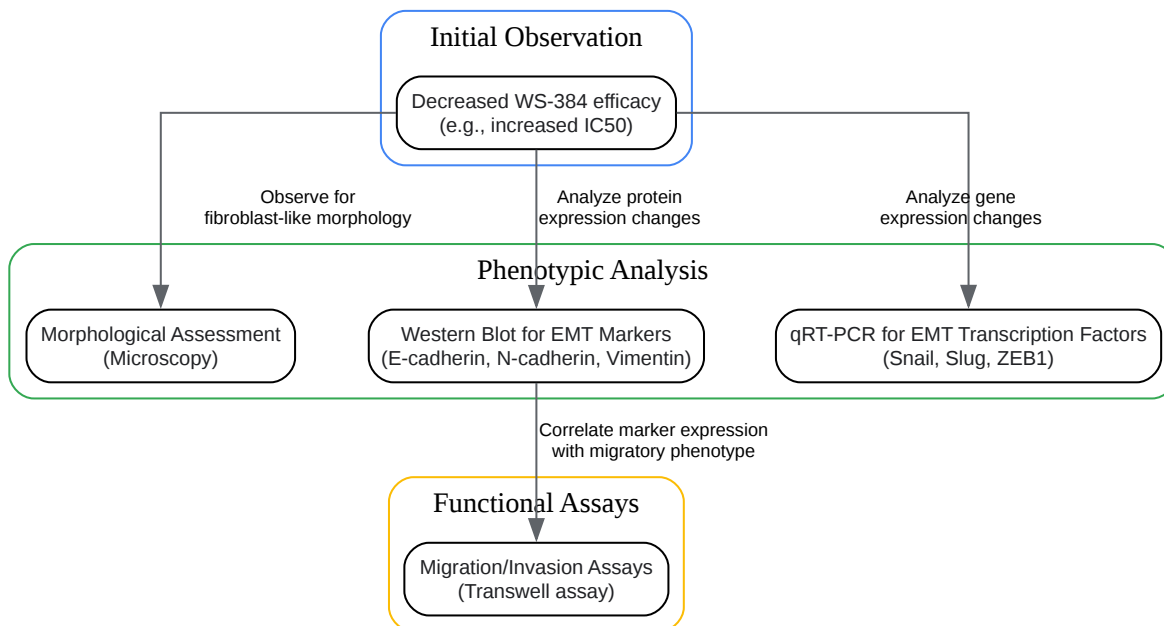 Initial Observation
Decreased WS-384 efficacy
(e.g., increased IC50)
Observe for
fibroblast-like morphology
Analyze protein
expression changes
Analyze gene
expression changes
Phenotypic Analysis
Morphological Assessment
(Microscopy)
Western Blot for EMT Markers
(E-cadherin, N-cadherin, Vimentin)
qRT-PCR for EMT Transcription Factors
(Snail, Slug, ZEB1)
Correlate marker expression
with migratory phenotype
Functional Assays
Migration/Invasion Assays
(Transwell assay)